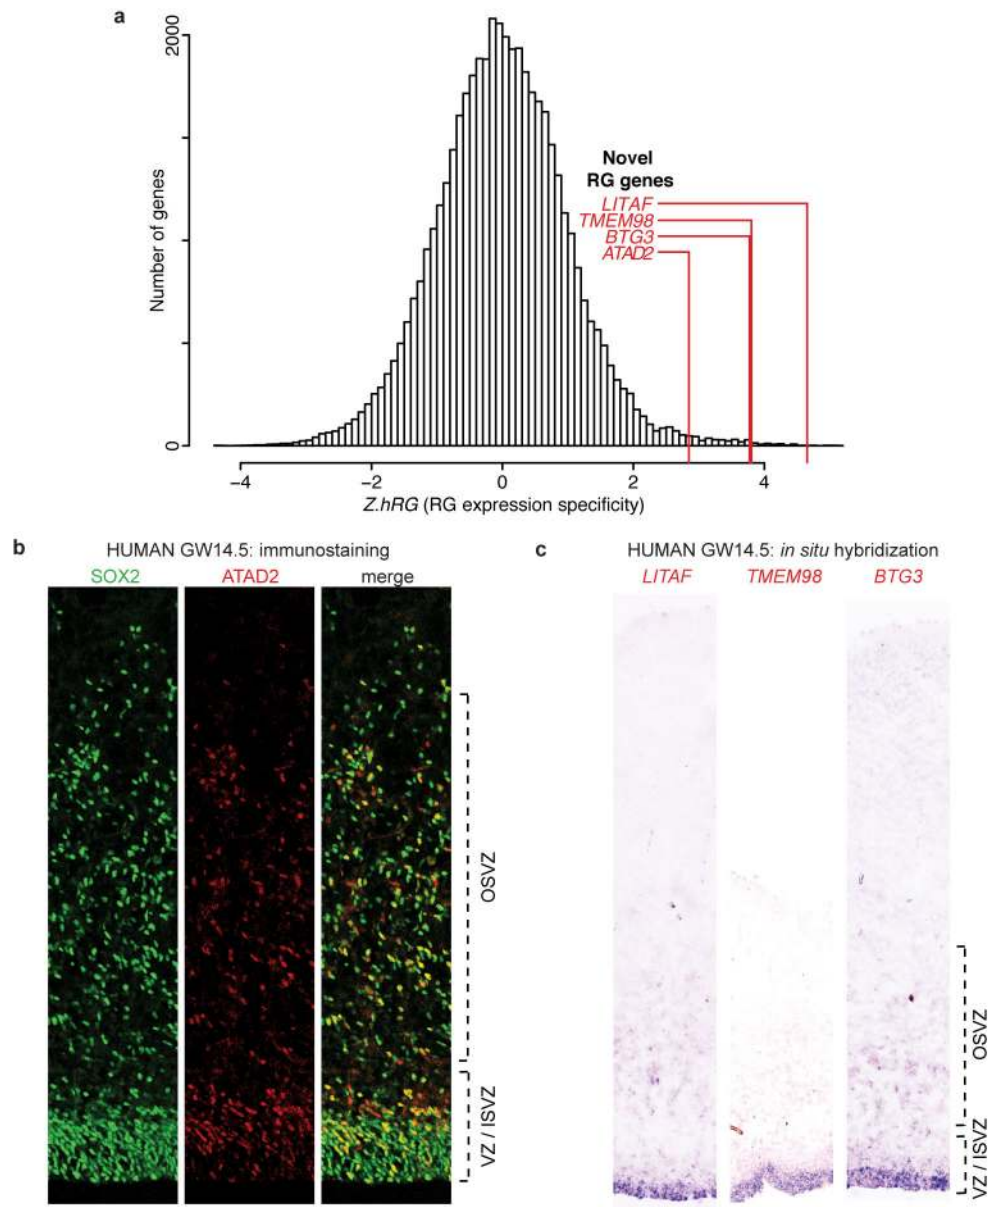 a
2000
0
Number of genes
Novel
RG genes
LITAF
TMEM98
BTG3
ATAD2
−4 −2 0 2 4
Z.hRG (RG expression specificity)
b
HUMAN GW14.5: immunostaining
SOX2 ATAD2 merge
OSVZ
VZ / ISVZ
c
HUMAN GW14.5: in situ hybridization
LITAF TMEM98 BTG3
OSVZ
VZ / ISVZ